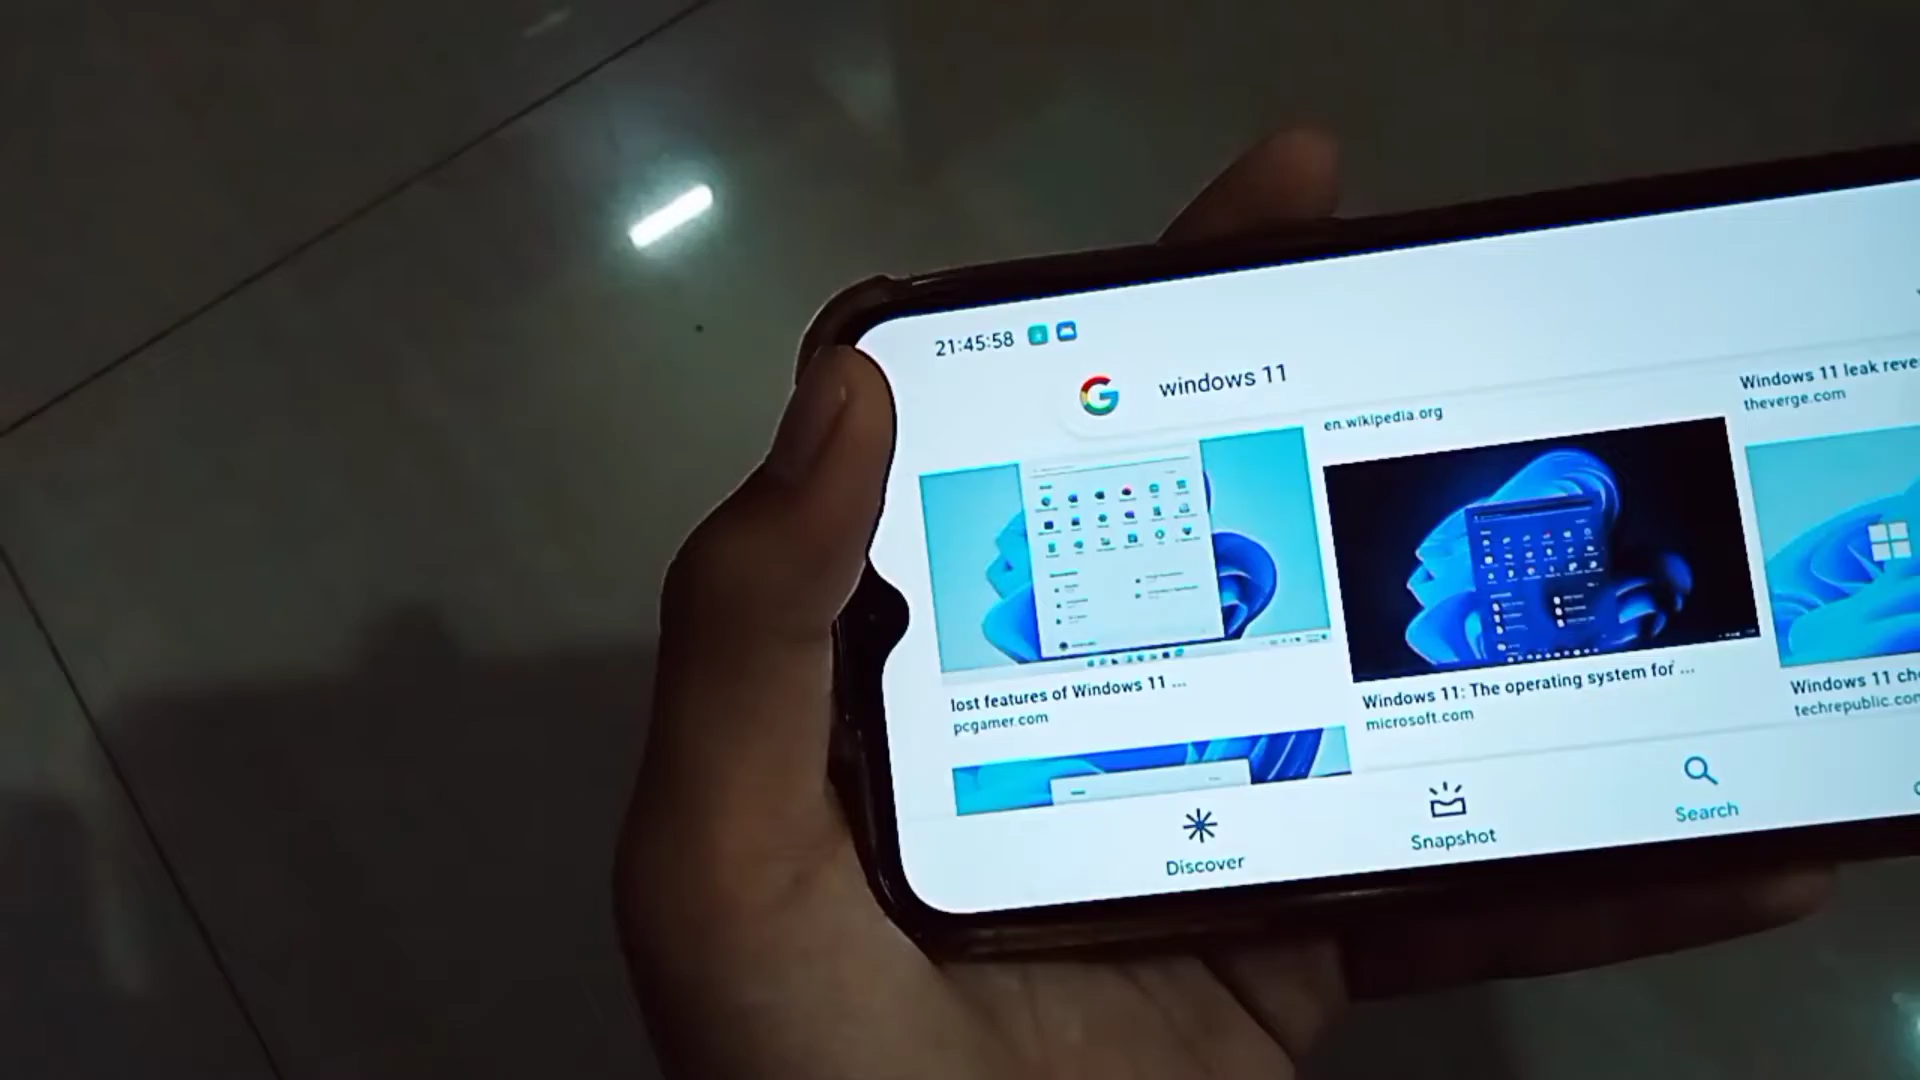 21:45:58
windows 11
en.wikipedia.org
Windows 11 leak reve
theverge.com
lost features of Windows 11 ...
pcgamer.com
Windows 11: The operating system for ...
microsoft.com
Windows 11 ch
techrepublic.com
Discover
Snapshot
Search